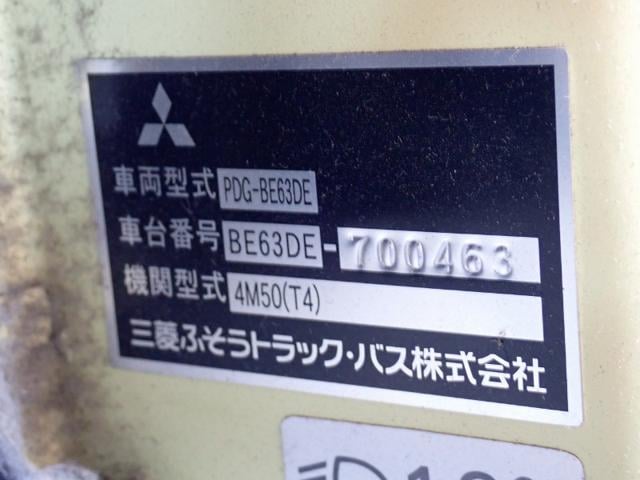 車両型式 PDG-BE63DE
車台番号 BE63DE-700463
機関型式 4M50(T4)
三菱ふそうトラック・バス株式会社